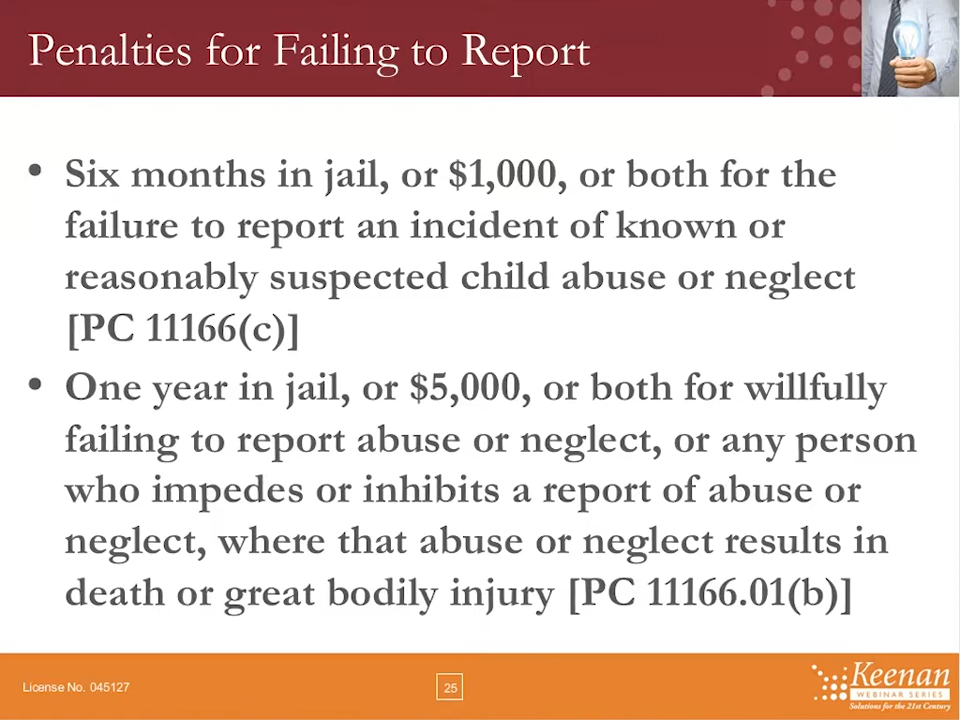 Penalties for Failing to Report
• Six months in jail, or $1,000, or both for the
failure to report an incident of known or
reasonably suspected child abuse or neglect
[PC 11166(c)]
• One year in jail, or $5,000, or both for willfully
failing to report abuse or neglect, or any person
who impedes or inhibits a report of abuse or
neglect, where that abuse or neglect results in
death or great bodily injury [PC 11166.01(b)]
License No. 045127
25
Keenan
WEBINAR SERIES
Solutions for the 21st Century